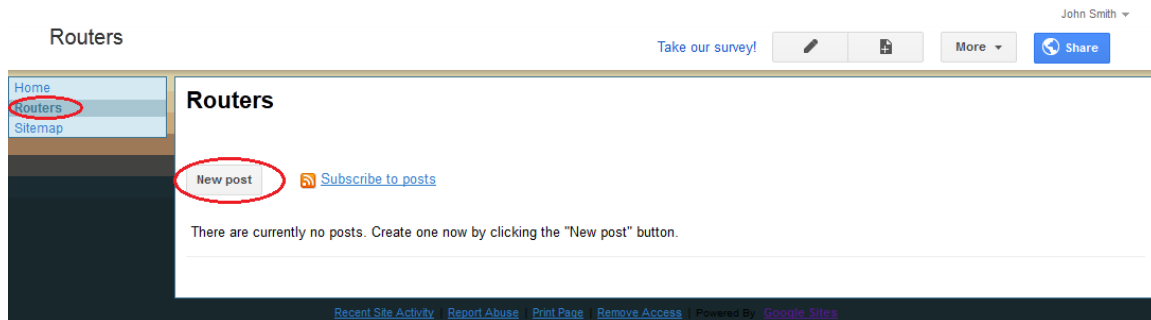 John Smith
Routers
Take our survey!
More
Share
Home
Routers
Sitemap
Routers
New post
Subscribe to posts
There are currently no posts. Create one now by clicking the "New post" button.
Recent Site Activity | Report Abuse | Print Page | Remove Access | Powered By Google Sites